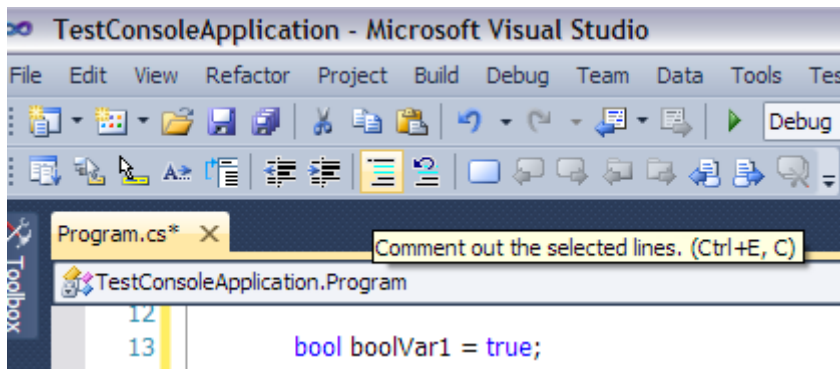 TestConsoleApplication - Microsoft Visual Studio
File Edit View Refactor Project Build Debug Team Data Tools
Debug
Program.cs*
Comment out the selected lines. (Ctrl+E, C)
Toolbox
TestConsoleApplication.Program
12
13 bool boolVar1 = true;